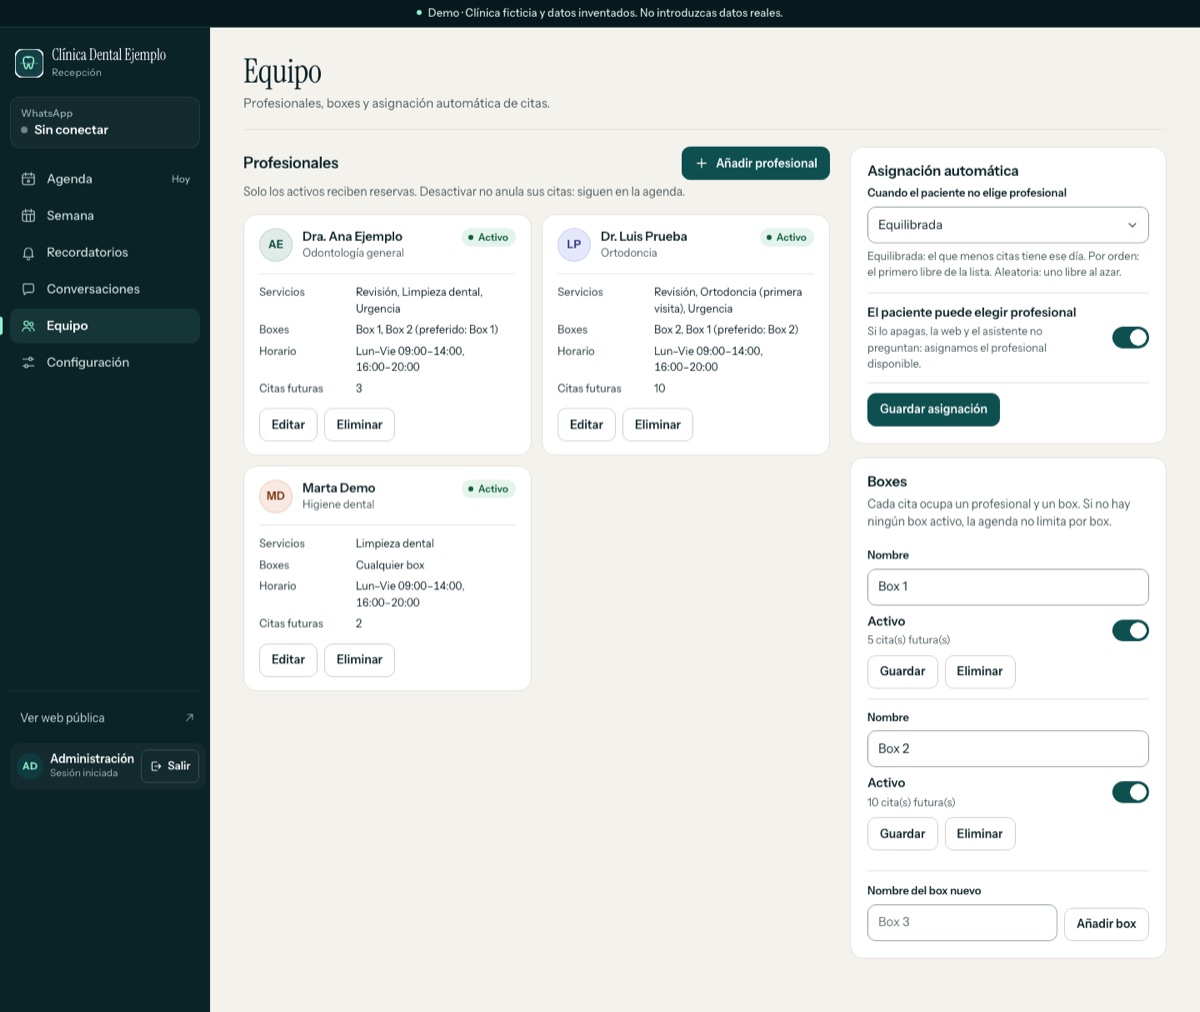 Demo · Clínica ficticia y datos inventados. No introduzcas datos reales.
Clínica Dental Ejemplo
Recepción
WhatsApp
Sin conectar
Agenda Hoy
Semana
Recordatorios
Conversaciones
Equipo
Configuración
Ver web pública
AD
Administración
Sesión iniciada
Salir
Equipo
Profesionales, boxes y asignación automática de citas.
Profesionales
Añadir profesional
Solo los activos reciben reservas. Desactivar no anula sus citas: siguen en la agenda.
AE
Dra. Ana Ejemplo
Odontología general
Activo
Servicios Revisión, Limpieza dental,
Urgencia
Boxes Box 1, Box 2 (preferido: Box 1)
Horario Lun–Vie 09:00–14:00,
16:00–20:00
Citas futuras 3
Editar Eliminar
LP
Dr. Luis Prueba
Ortodoncia
Activo
Servicios Revisión, Ortodoncia (primera
visita), Urgencia
Boxes Box 2, Box 1 (preferido: Box 2)
Horario Lun–Vie 09:00–14:00,
16:00–20:00
Citas futuras 10
Editar Eliminar
MD
Marta Demo
Higiene dental
Activo
Servicios Limpieza dental
Boxes Cualquier box
Horario Lun–Vie 09:00–14:00,
16:00–20:00
Citas futuras 2
Editar Eliminar
Asignación automática
Cuando el paciente no elige profesional
Equilibrada
Equilibrada: el que menos citas tiene ese día. Por orden:
el primero libre de la lista. Aleatoria: uno libre al azar.
El paciente puede elegir profesional
Si lo apagas, la web y el asistente no
preguntan: asignamos el profesional
disponible.
Guardar asignación
Boxes
Cada cita ocupa un profesional y un box. Si no hay
ningún box activo, la agenda no limita por box.
Nombre
Box 1
Activo
5 cita(s) futura(s)
Guardar Eliminar
Nombre
Box 2
Activo
10 cita(s) futura(s)
Guardar Eliminar
Nombre del box nuevo
Box 3
Añadir box